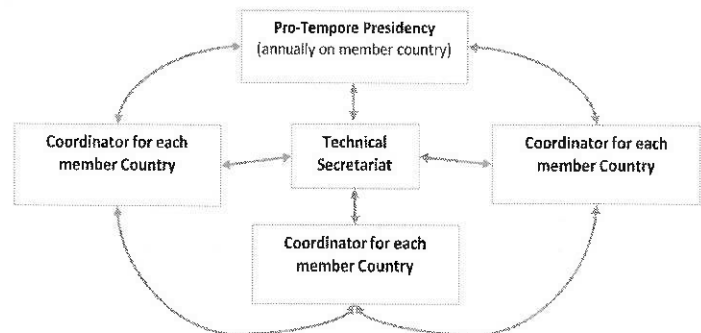 Pro-Tempore Presidency
(annually on member country)
Coordinator for each
member Country
Technical
Secretariat
Coordinator for each
member Country
Coordinator for each
member Country